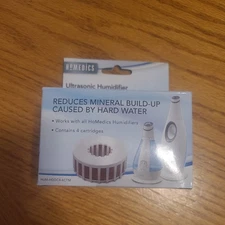 HOMEDICS
Ultrasonic Humidifier
REDUCES MINERAL BUILD-UP
CAUSED BY HARD WATER
• Works with all HoMedics Humidifiers
• Contains 4 cartridges